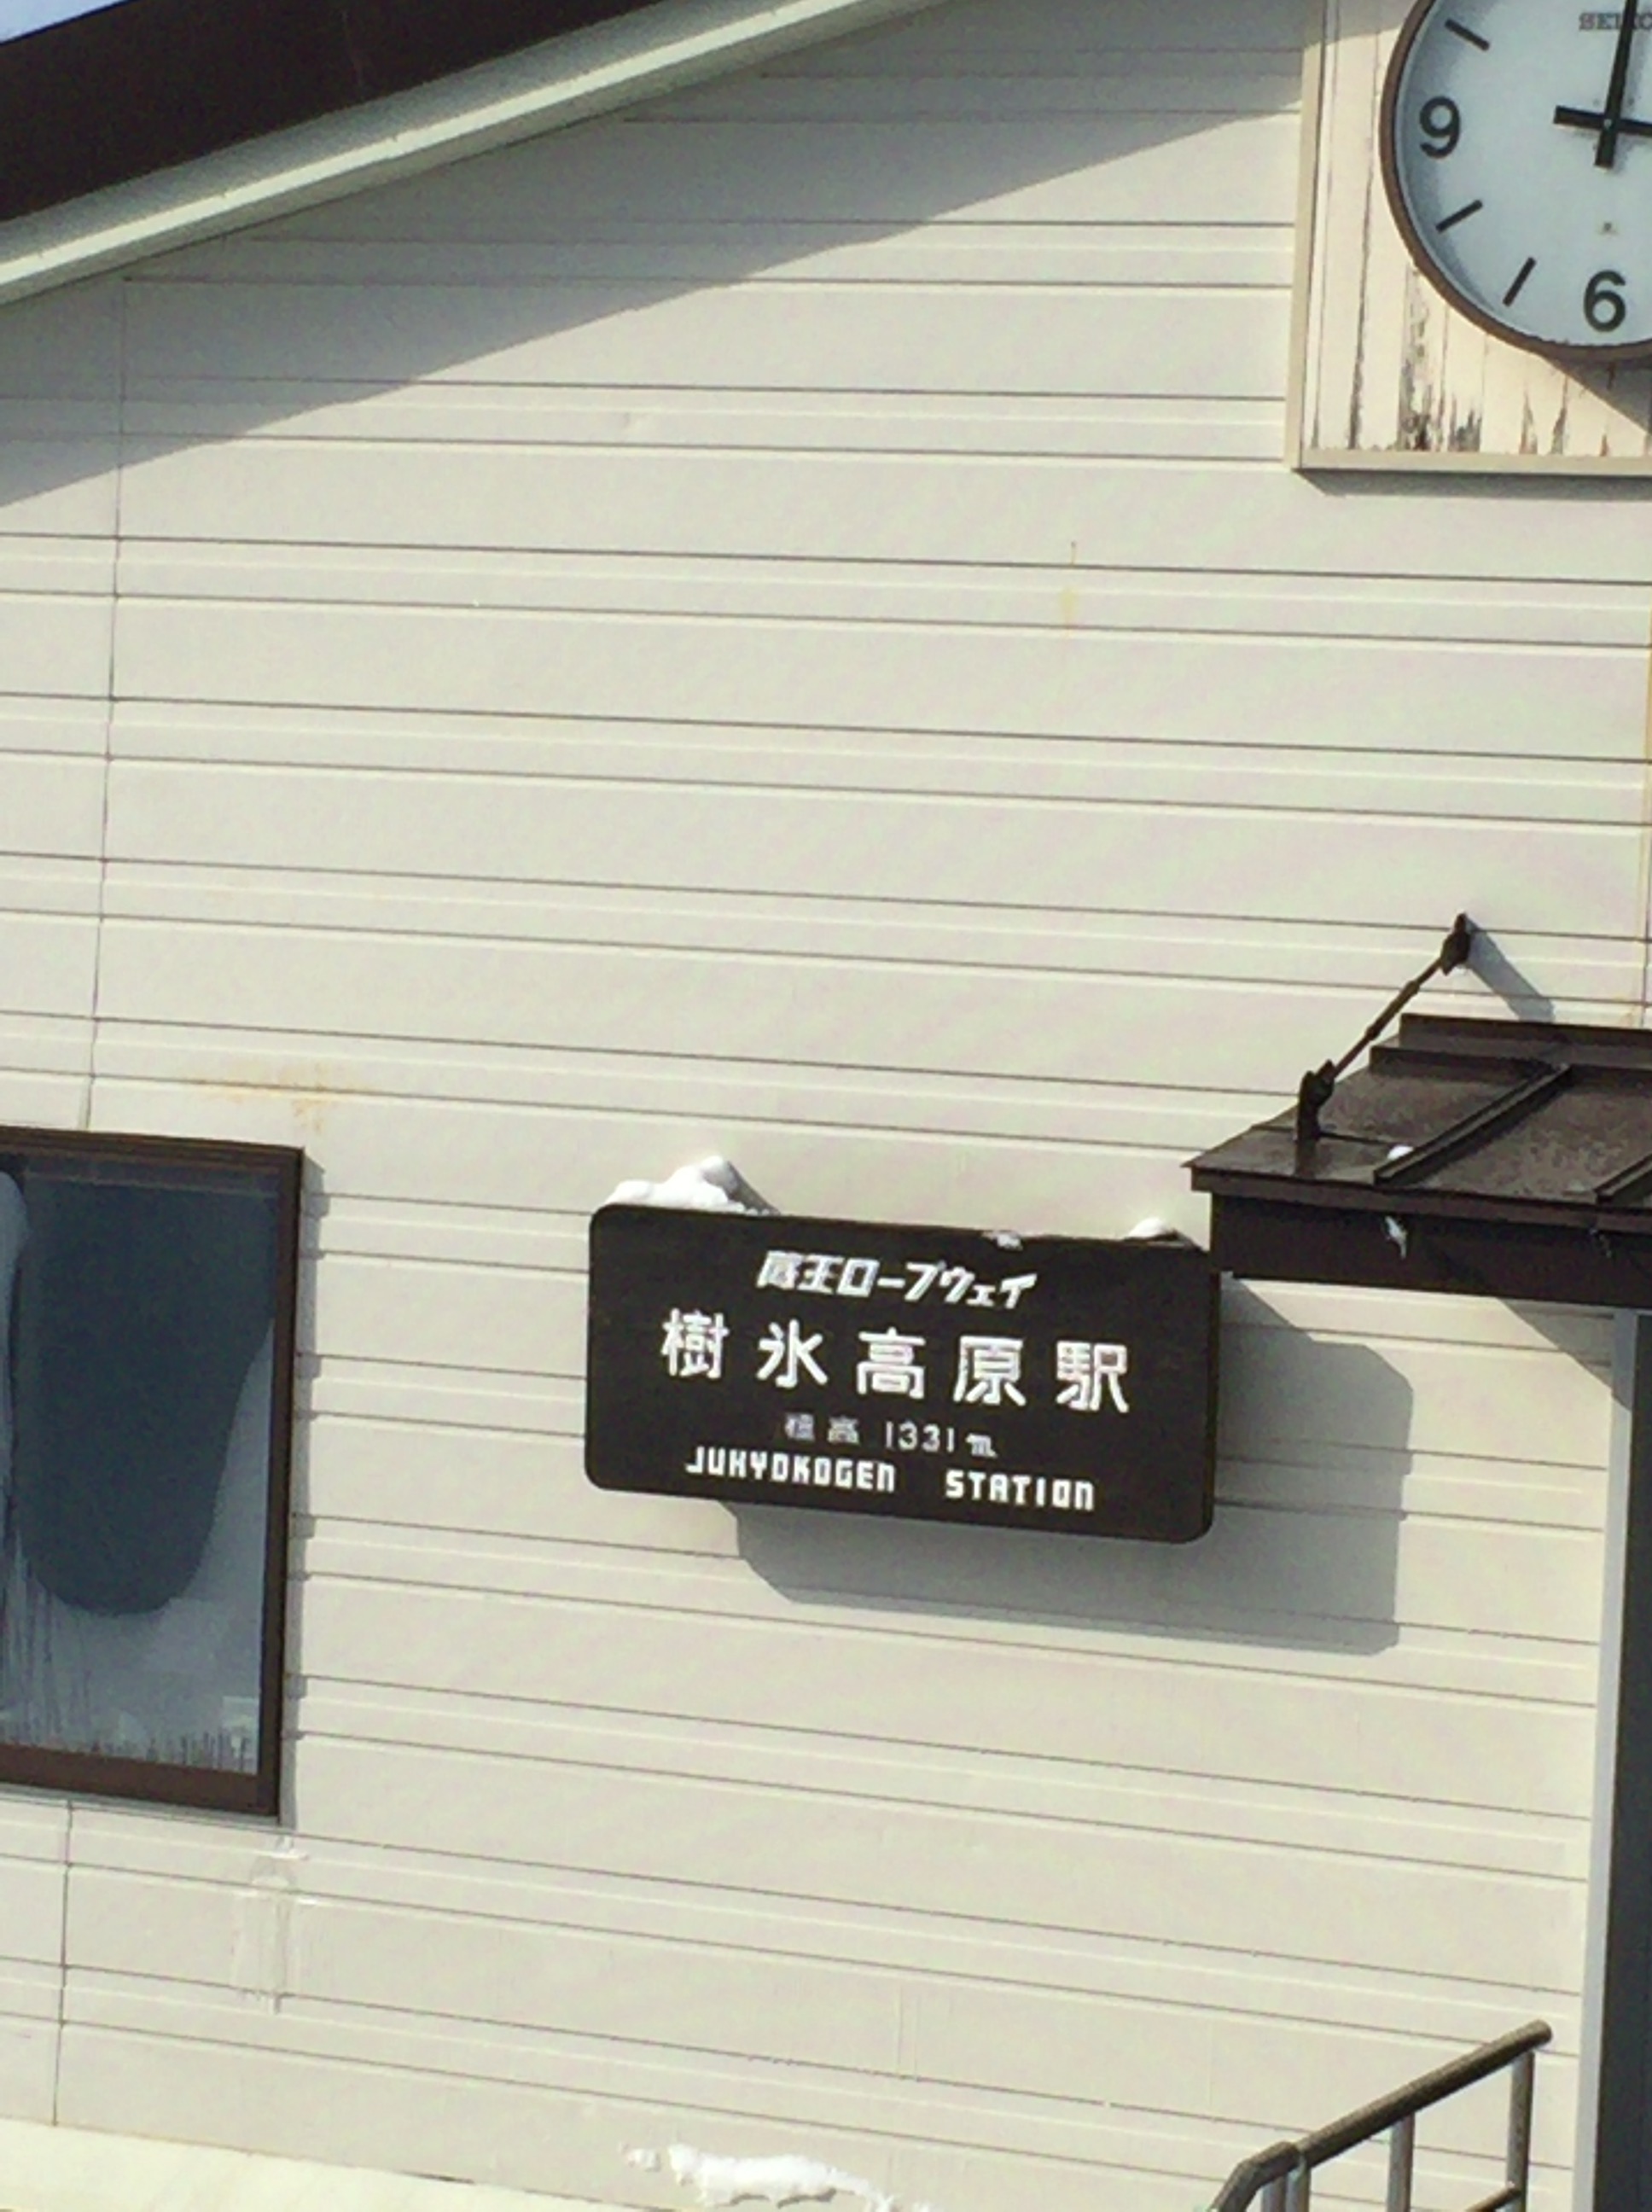 SEIKO
9
6
蔵王ロープウェイ
樹氷高原駅
標高 1331m
JUHYOKOGEN STATION